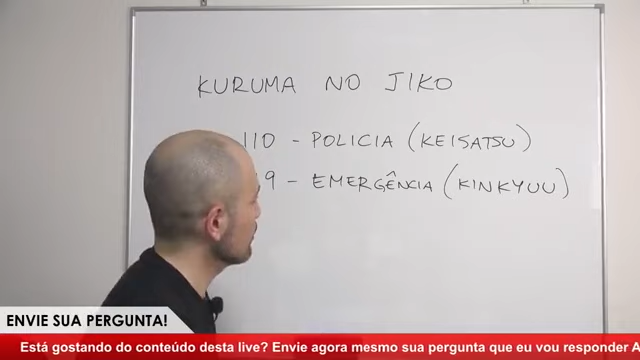 KURUMA NO JIKO
110 - POLICIA (KEISATSU)
9 - EMERGÊNCIA (KINKYUU)
ENVIE SUA PERGUNTA!
Está gostando do conteúdo desta live? Envie agora mesmo sua pergunta que eu vou responder A